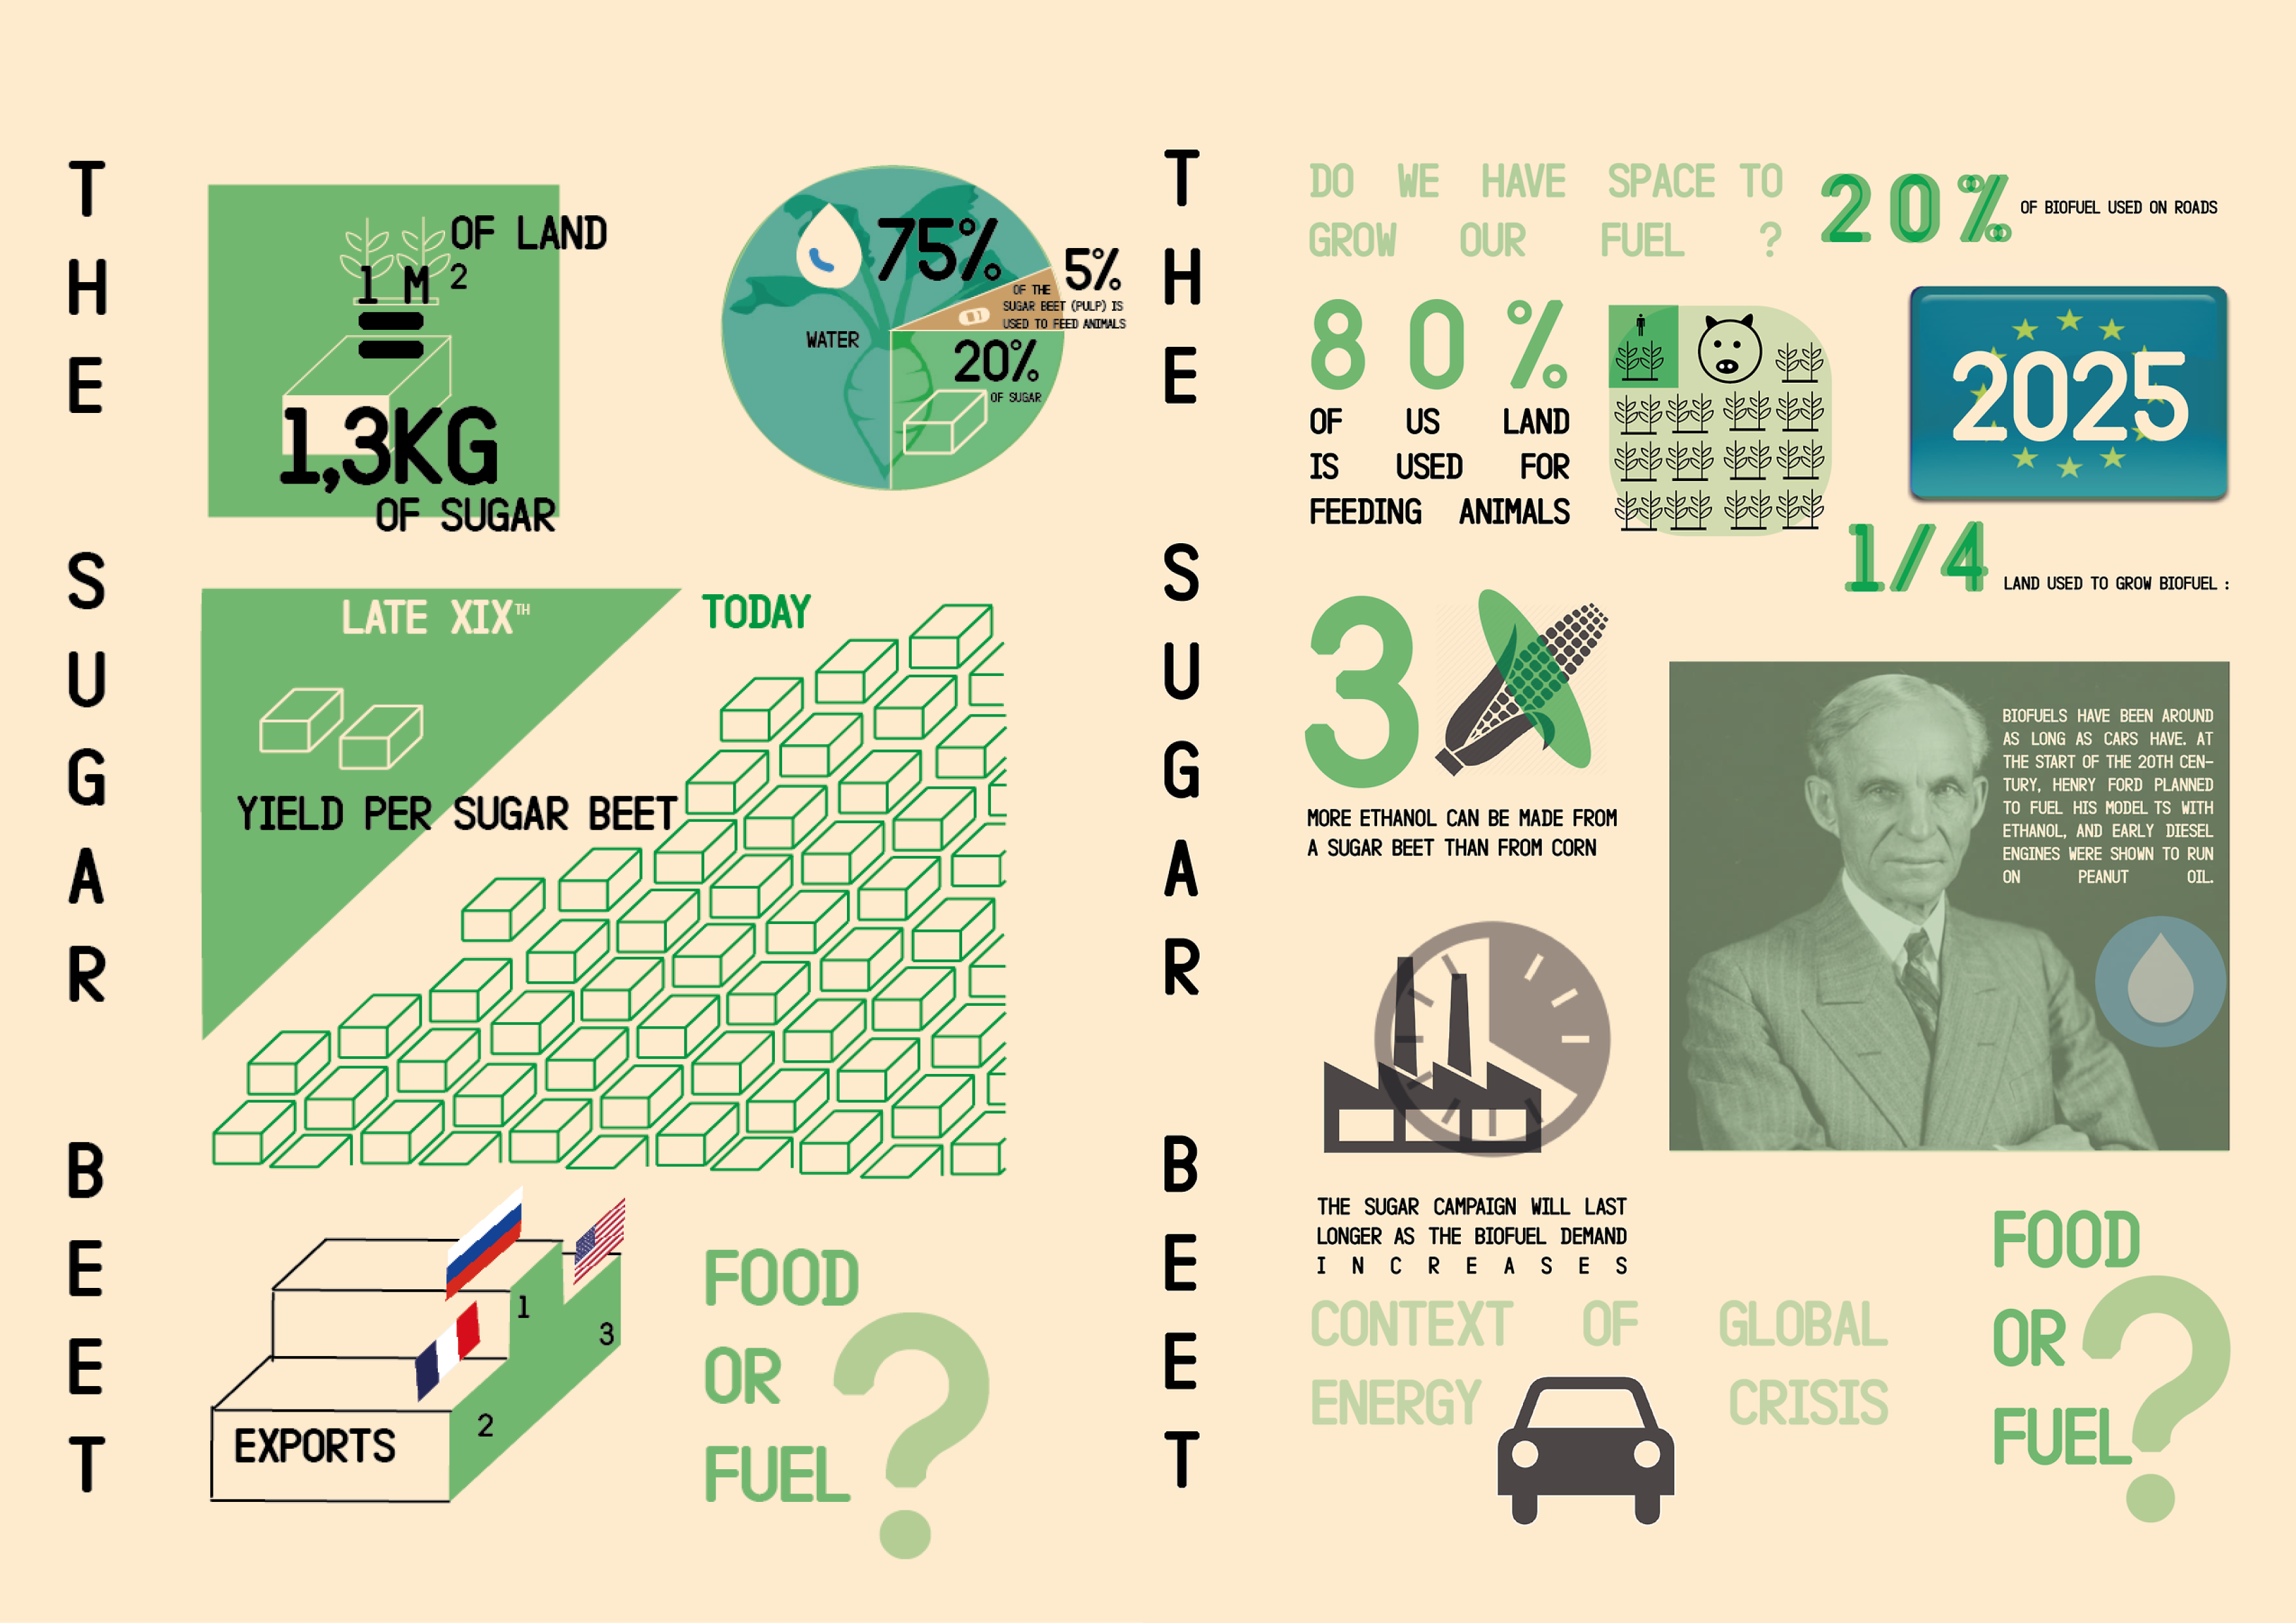 THE SUGAR BEET
OF LAND
1 M²
=
1,3KG
OF SUGAR
75%
WATER
5%
OF THE
SUGAR BEET (PULP) IS
USED TO FEED ANIMALS
20%
OF SUGAR
LATE XIXTH
TODAY
YIELD PER SUGAR BEET
1
3
2
EXPORTS
FOOD
OR
FUEL
?
THE SUGAR BEET
DO WE HAVE SPACE TO
GROW OUR FUEL ?
20%
OF BIOFUEL USED ON ROADS
80%
OF US LAND
IS USED FOR
FEEDING ANIMALS
2025
1/4
LAND USED TO GROW BIOFUEL :
3
MORE ETHANOL CAN BE MADE FROM
A SUGAR BEET THAN FROM CORN
BIOFUELS HAVE BEEN AROUND
AS LONG AS CARS HAVE. AT
THE START OF THE 20TH CEN-
TURY, HENRY FORD PLANNED
TO FUEL HIS MODEL TS WITH
ETHANOL, AND EARLY DIESEL
ENGINES WERE SHOWN TO RUN
ON PEANUT OIL.
THE SUGAR CAMPAIGN WILL LAST
LONGER AS THE BIOFUEL DEMAND
INCREASES
CONTEXT OF GLOBAL
ENERGY CRISIS
FOOD
OR
FUEL
?